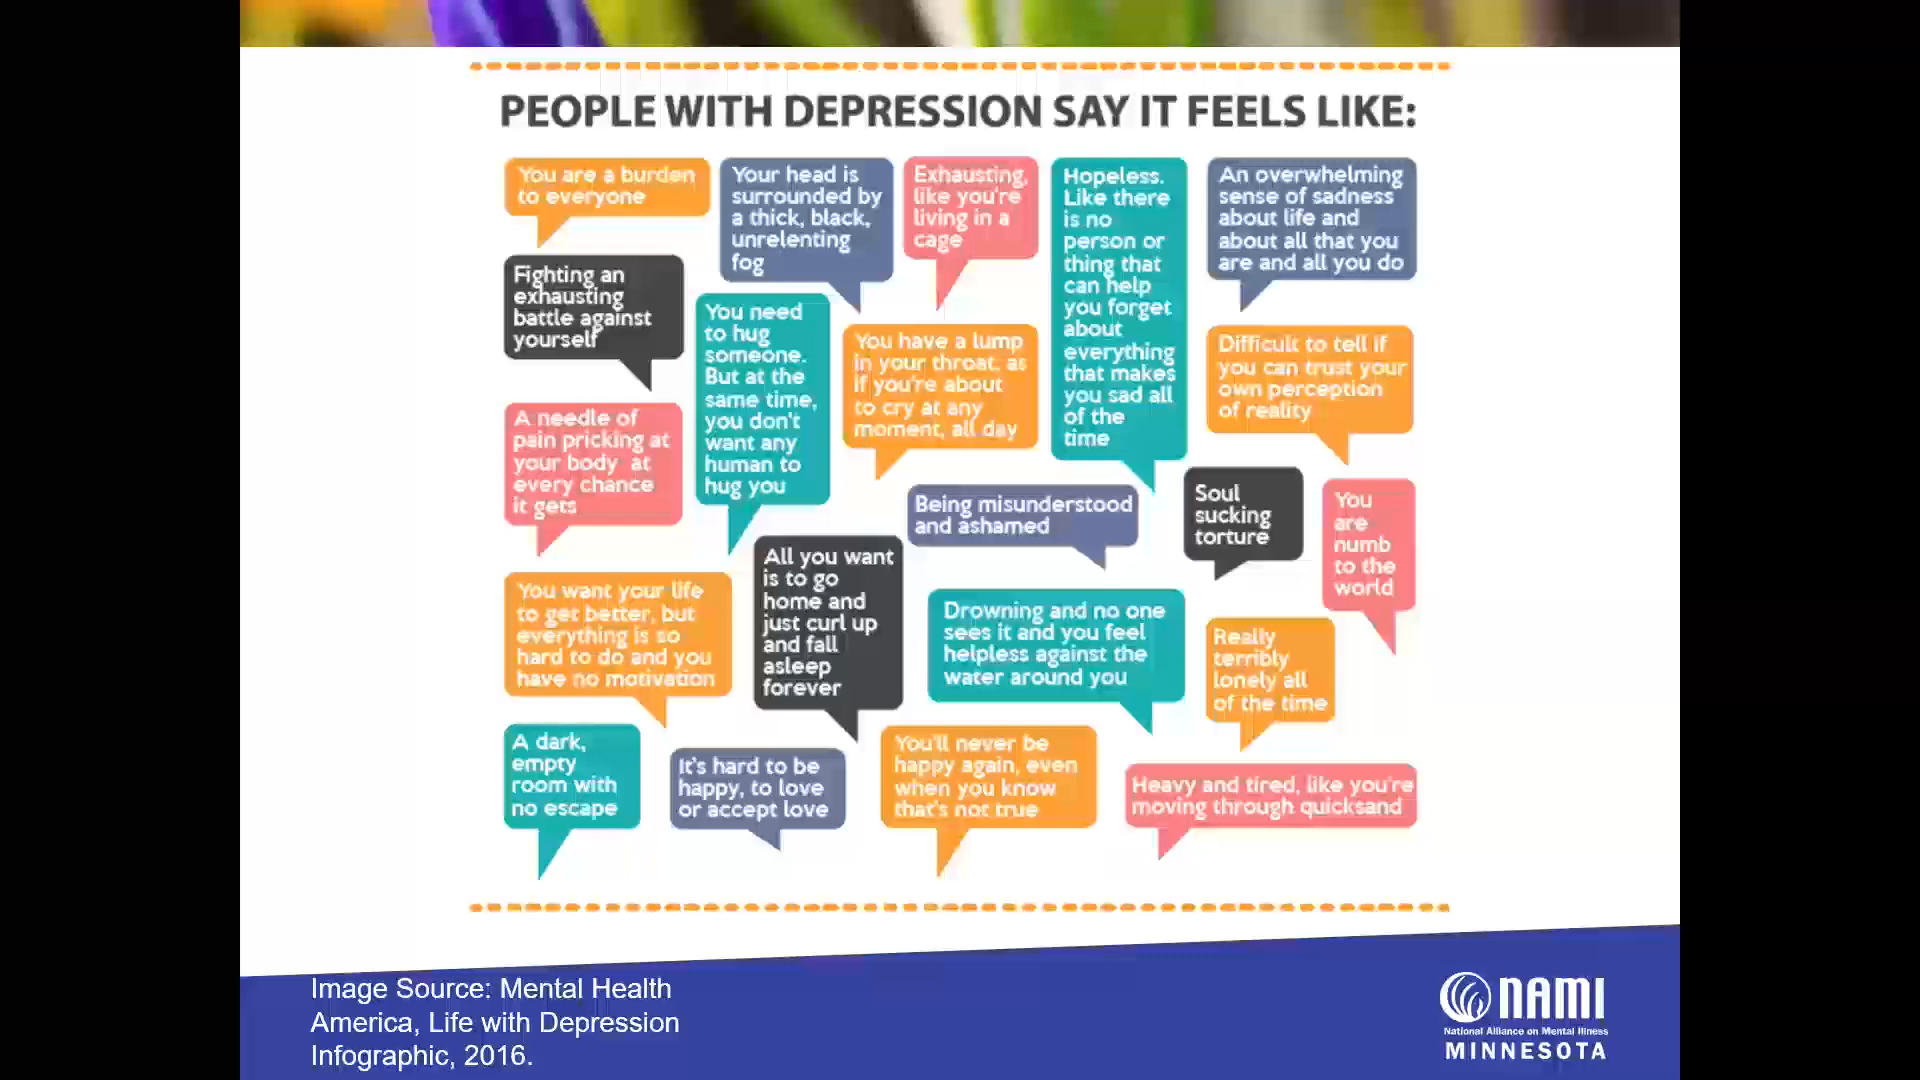 PEOPLE WITH DEPRESSION SAY IT FEELS LIKE:
You are a burden
to everyone
Your head is
surrounded by
a thick, black,
unrelenting
fog
Exhausting,
like you're
living in a
cage
Hopeless.
Like there
is no
person or
thing that
can help
you forget
about
everything
that makes
you sad all
of the
time
An overwhelming
sense of sadness
about life and
about all that you
are and all you do
Fighting an
exhausting
battle against
yourself
You need
to hug
someone.
But at the
same time,
you don't
want any
human to
hug you
You have a lump
in your throat, as
if you're about
to cry at any
moment, all day
Difficult to tell if
you can trust your
own perception
of reality
A needle of
pain pricking at
your body at
every chance
it gets
Being misunderstood
and ashamed
Soul
sucking
torture
You
are
numb
to the
world
You want your life
to get better, but
everything is so
hard to do and you
have no motivation
All you want
is to go
home and
just curl up
and fall
asleep
forever
Drowning and no one
sees it and you feel
helpless against the
water around you
Really
terribly
lonely all
of the time
A dark,
empty
room with
no escape
It's hard to be
happy, to love
or accept love
You'll never be
happy again, even
when you know
that's not true
Heavy and tired, like you're
moving through quicksand
Image Source: Mental Health
America, Life with Depression
Infographic, 2016.
NAMI
National Alliance on Mental Illness
MINNESOTA